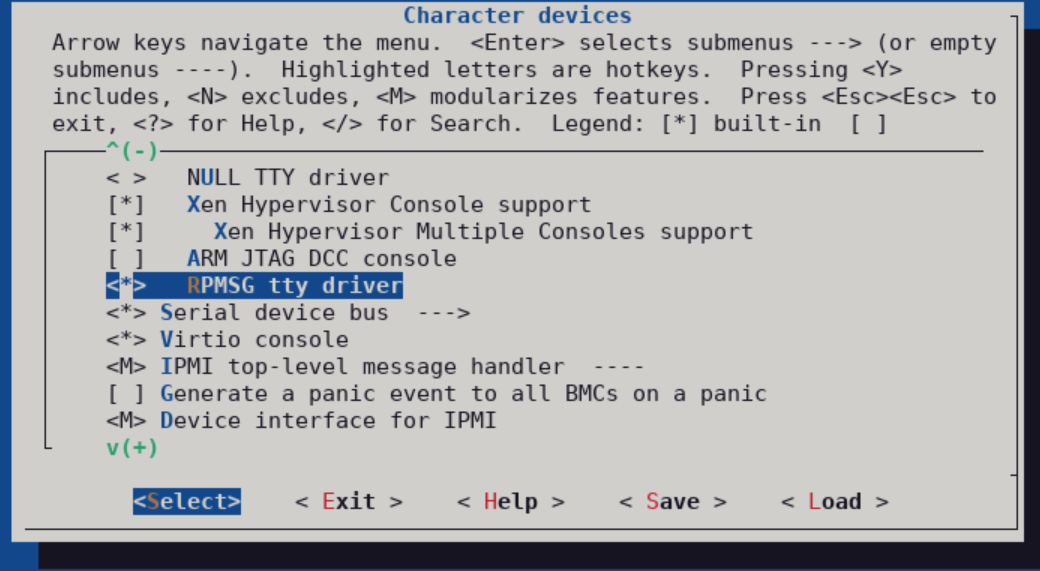 Character devices
Arrow keys navigate the menu.  <Enter> selects submenus ---> (or empty
submenus ----).  Highlighted letters are hotkeys.  Pressing <Y>
includes, <N> excludes, <M> modularizes features.  Press <Esc><Esc> to
exit, <?> for Help, </> for Search.  Legend: [*] built-in  [ ]
^(-)
< >   NULL TTY driver
[*]   Xen Hypervisor Console support
[*]     Xen Hypervisor Multiple Consoles support
[ ]   ARM JTAG DCC console
<*>   RPMSG tty driver
<*> Serial device bus  --->
<*> Virtio console
<M> IPMI top-level message handler  ----
[ ] Generate a panic event to all BMCs on a panic
<M> Device interface for IPMI
v(+)
<Select>    < Exit >    < Help >    < Save >    < Load >